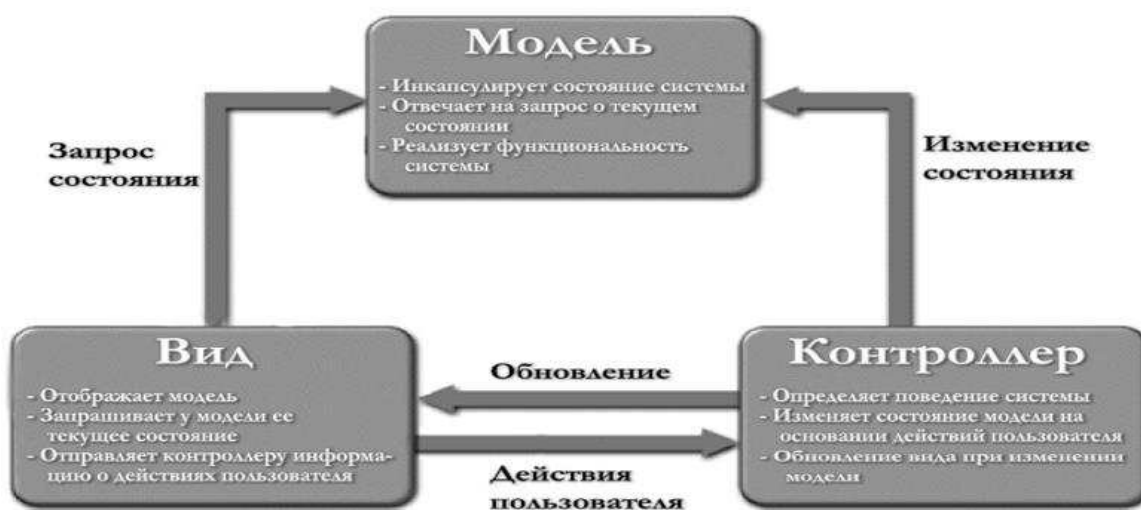 Модель
- Инкапсулирует состояние системы
- Отвечает на запрос о текущем
состоянии
- Реализует функциональность
системы
Запрос
состояния
Изменение
состояния
Вид
- Отображает модель
- Запрашивает у модели ее
текущее состояние
- Отправляет контроллеру информа-
цию о действиях пользователя
Обновление
Действия
пользователя
Контроллер
- Определяет поведение системы
- Изменяет состояние модели на
основании действий пользователя
- Обновление вида при изменении
модели